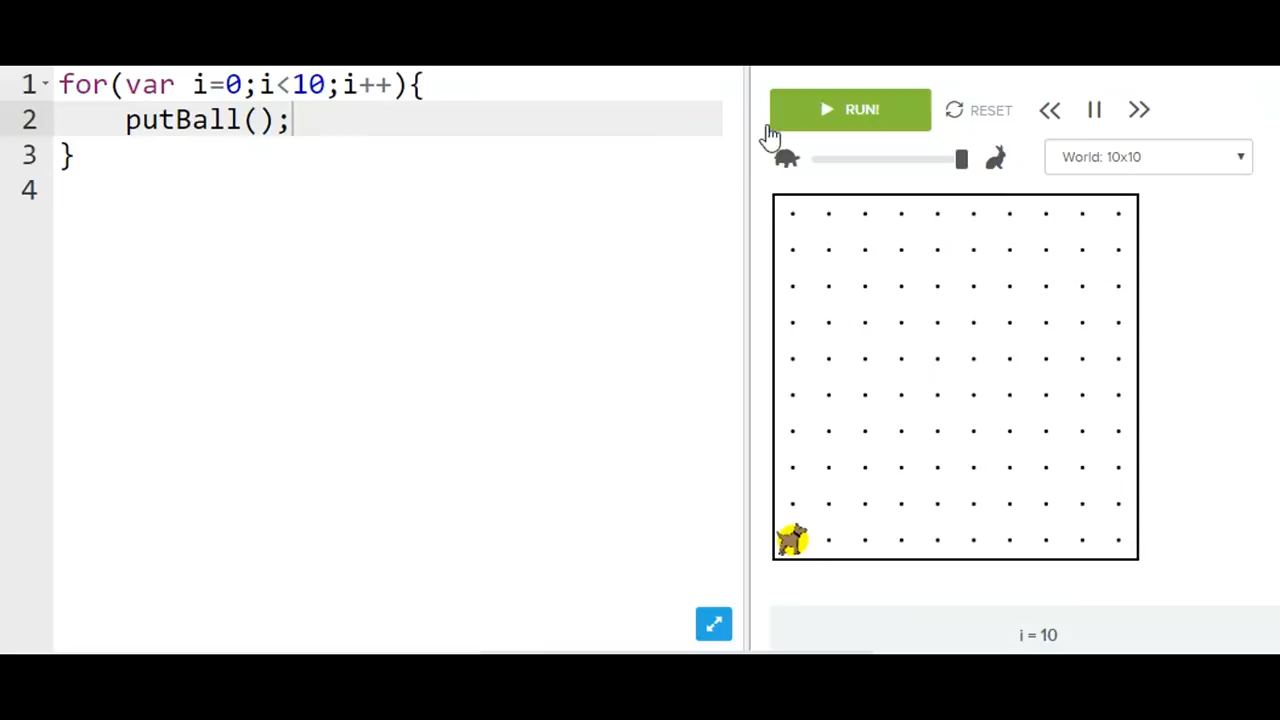 1 for(var i=0;i<10;i++){
2     putBall();
3 }
4
RUN!
RESET
World: 10x10
i = 10